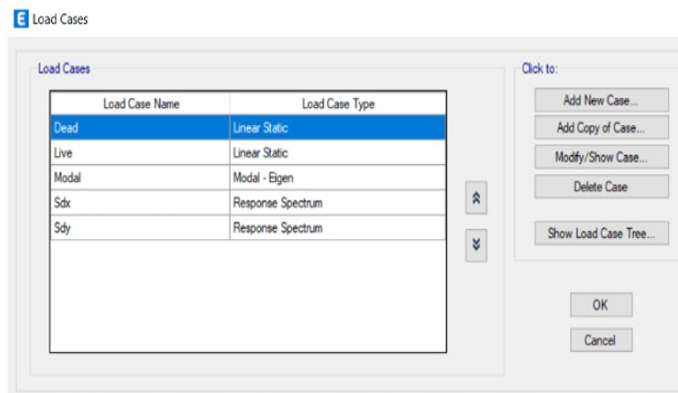 E Load Cases
Load Cases
Click to:
Load Case Name Load Case Type
Dead Linear Static
Live Linear Static
Modal Modal - Eigen
Sdx Response Spectrum
Sdy Response Spectrum
Add New Case...
Add Copy of Case...
Modify/Show Case...
Delete Case
Show Load Case Tree...
OK
Cancel